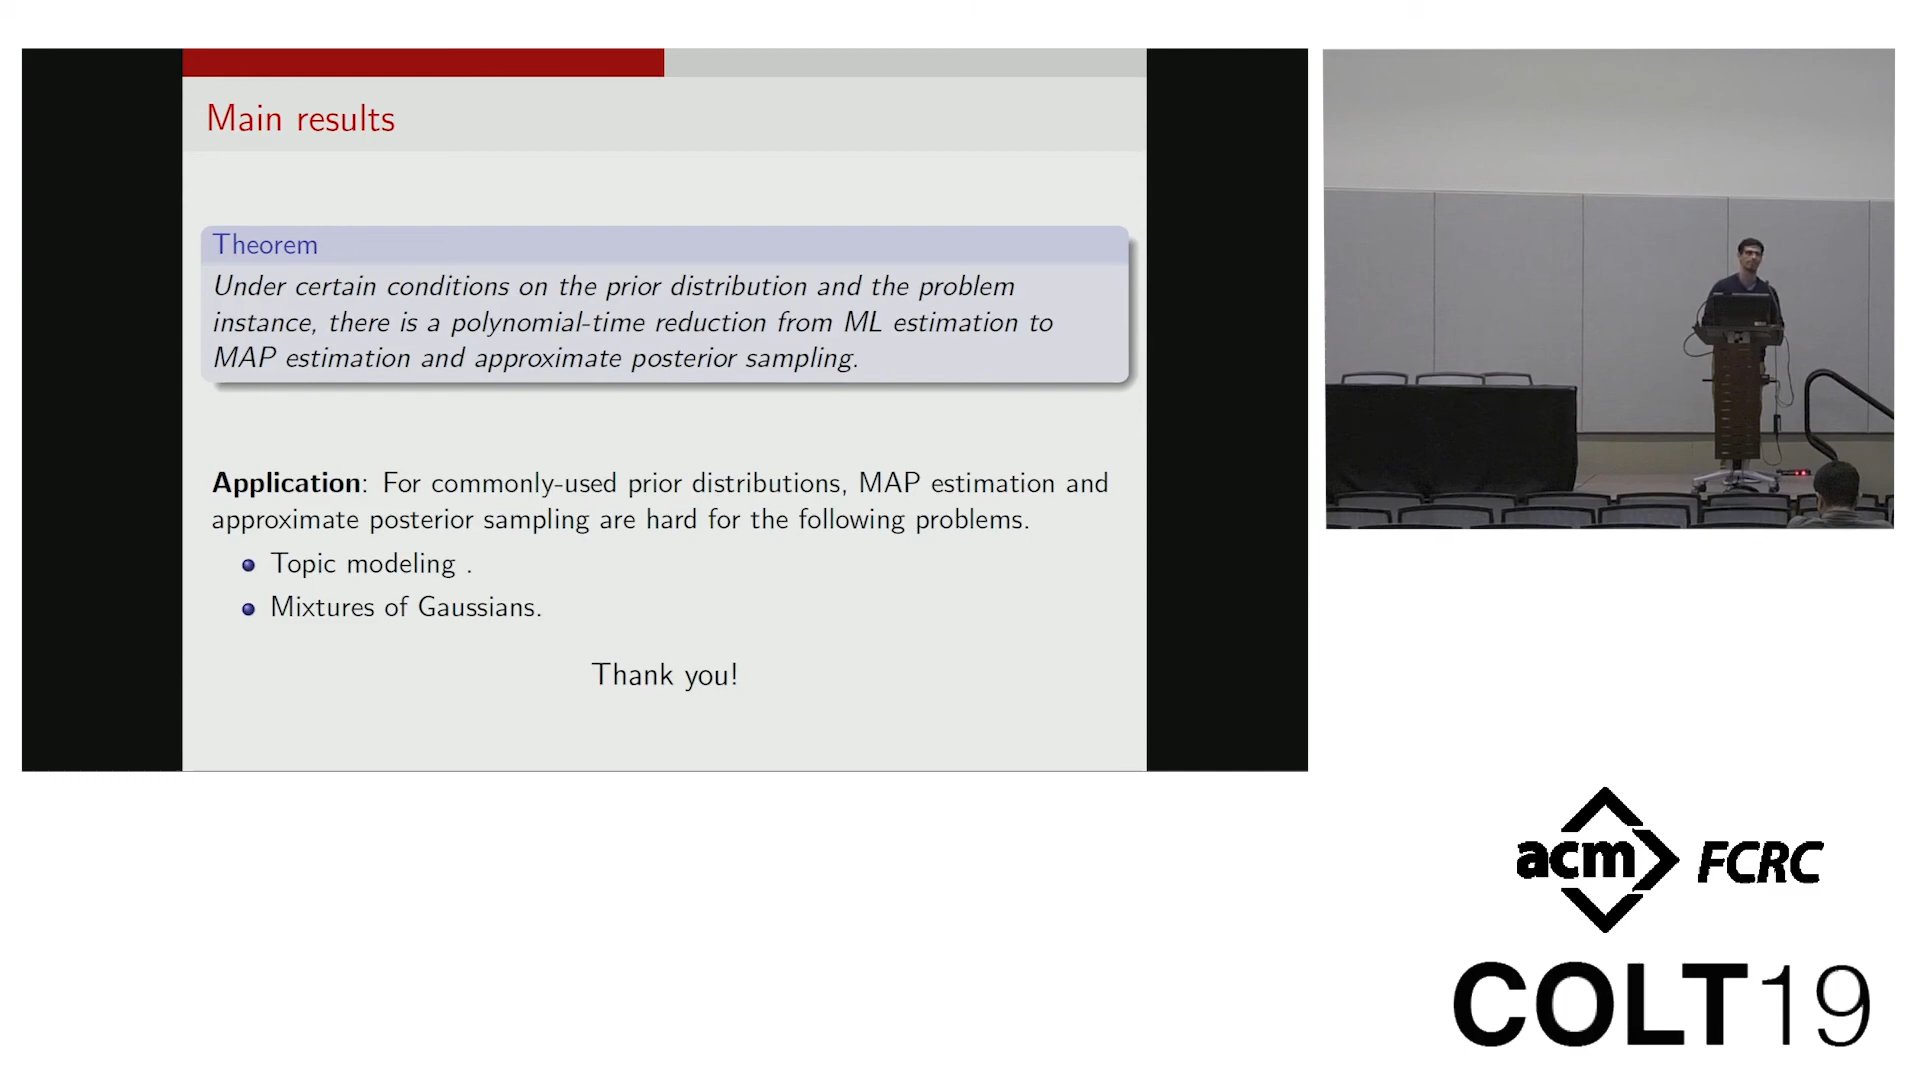 Main results
Theorem
Under certain conditions on the prior distribution and the problem
instance, there is a polynomial-time reduction from ML estimation to
MAP estimation and approximate posterior sampling.
Application: For commonly-used prior distributions, MAP estimation and
approximate posterior sampling are hard for the following problems.
Topic modeling .
Mixtures of Gaussians.
Thank you!
acm FCRC
COLT19